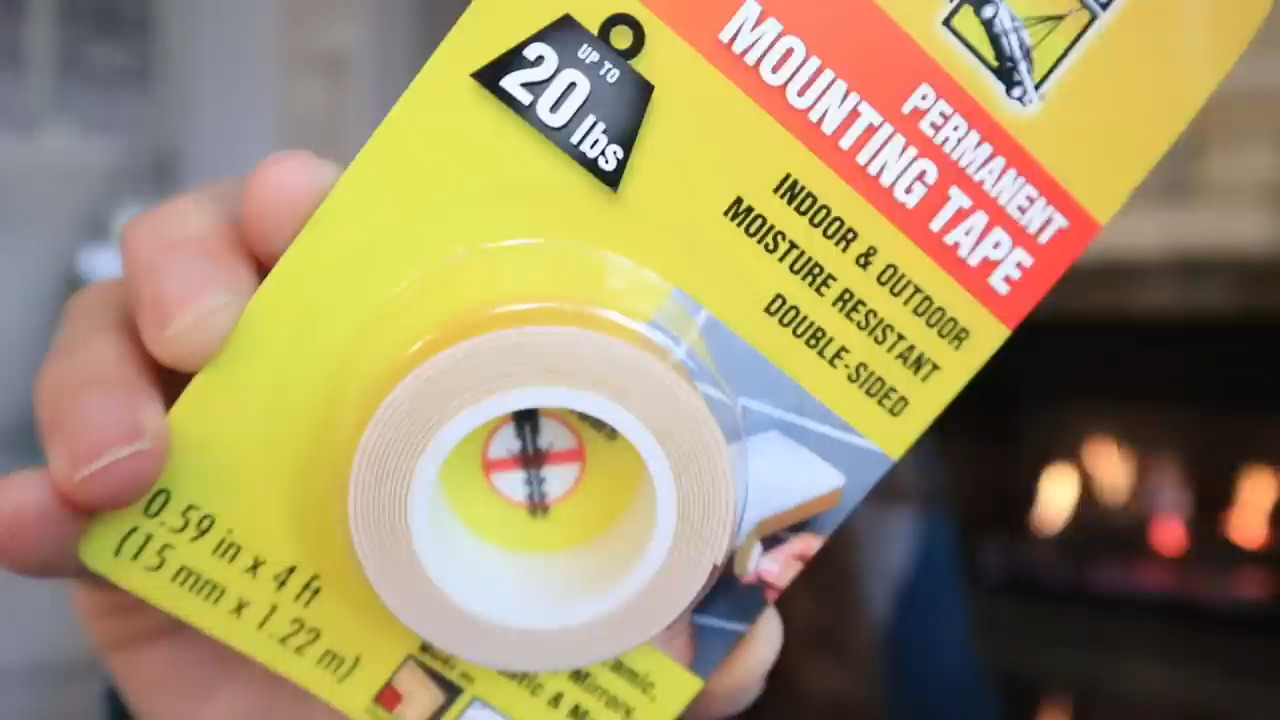 UP TO
20 lbs
PERMANENT
MOUNTING TAPE
INDOOR & OUTDOOR
MOISTURE RESISTANT
DOUBLE-SIDED
0.59 in x 4 ft
(15 mm x 1.22 m)
Mirrors,